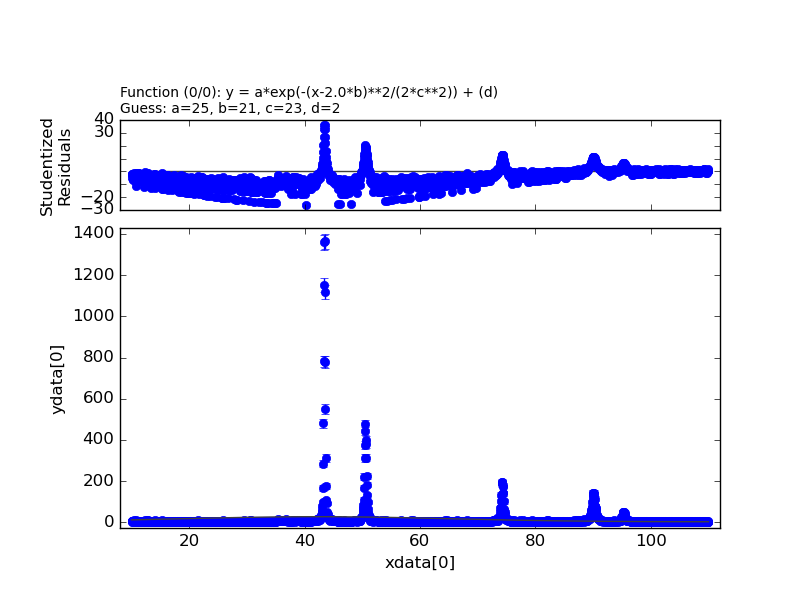 Function (0/0): y = a*exp(-(x-2.0*b)**2/(2*c**2)) + (d)
Guess: a=25, b=21, c=23, d=2
Studentized
Residuals
40
30
−20
−30
ydata[0]
1400
1200
1000
800
600
400
200
0
20 40 60 80 100
xdata[0]